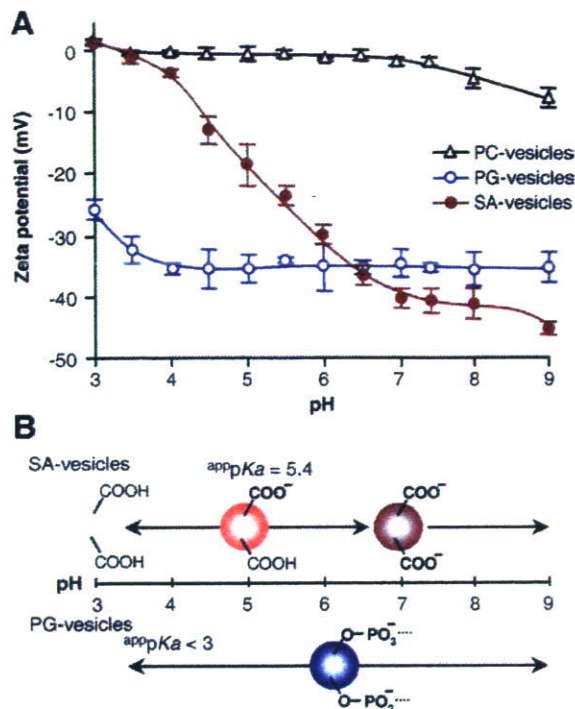 A
0
-10
-20
-30
-40
-50
Zeta potential (mV)
PC-vesicles
PG-vesicles
SA-vesicles
3 4 5 6 7 8 9
pH
B
SA-vesicles
apppKa = 5.4
COOH COO⁻ COO⁻
COOH COOH COO⁻
pH 3 4 5 6 7 8 9
PG-vesicles
apppKa < 3
O-PO₃⁻
O-PO₃⁻